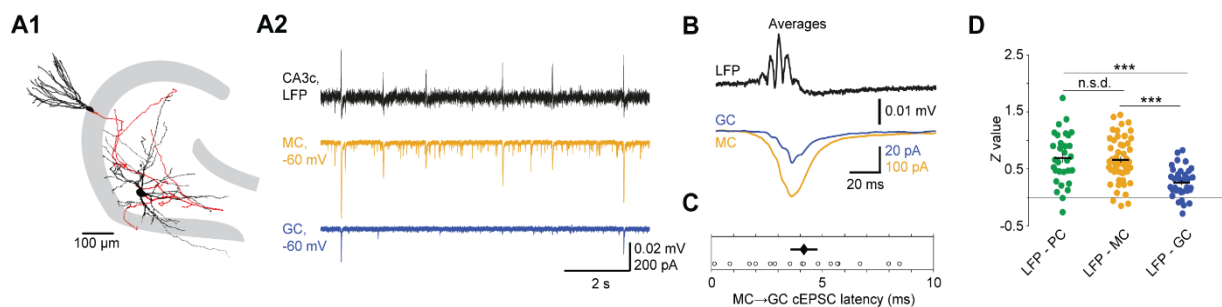 A1
100 µm
A2
CA3c,
LFP
MC,
-60 mV
GC,
-60 mV
0.02 mV
200 pA
2 s
B
Averages
LFP
0.01 mV
GC
MC
20 pA
100 pA
20 ms
C
0 5 10
MC→GC cEPSC latency (ms)
D
Z value
2.5
1.5
0.5
-0.5
***
n.s.d.
***
LFP - PC
LFP - MC
LFP - GC